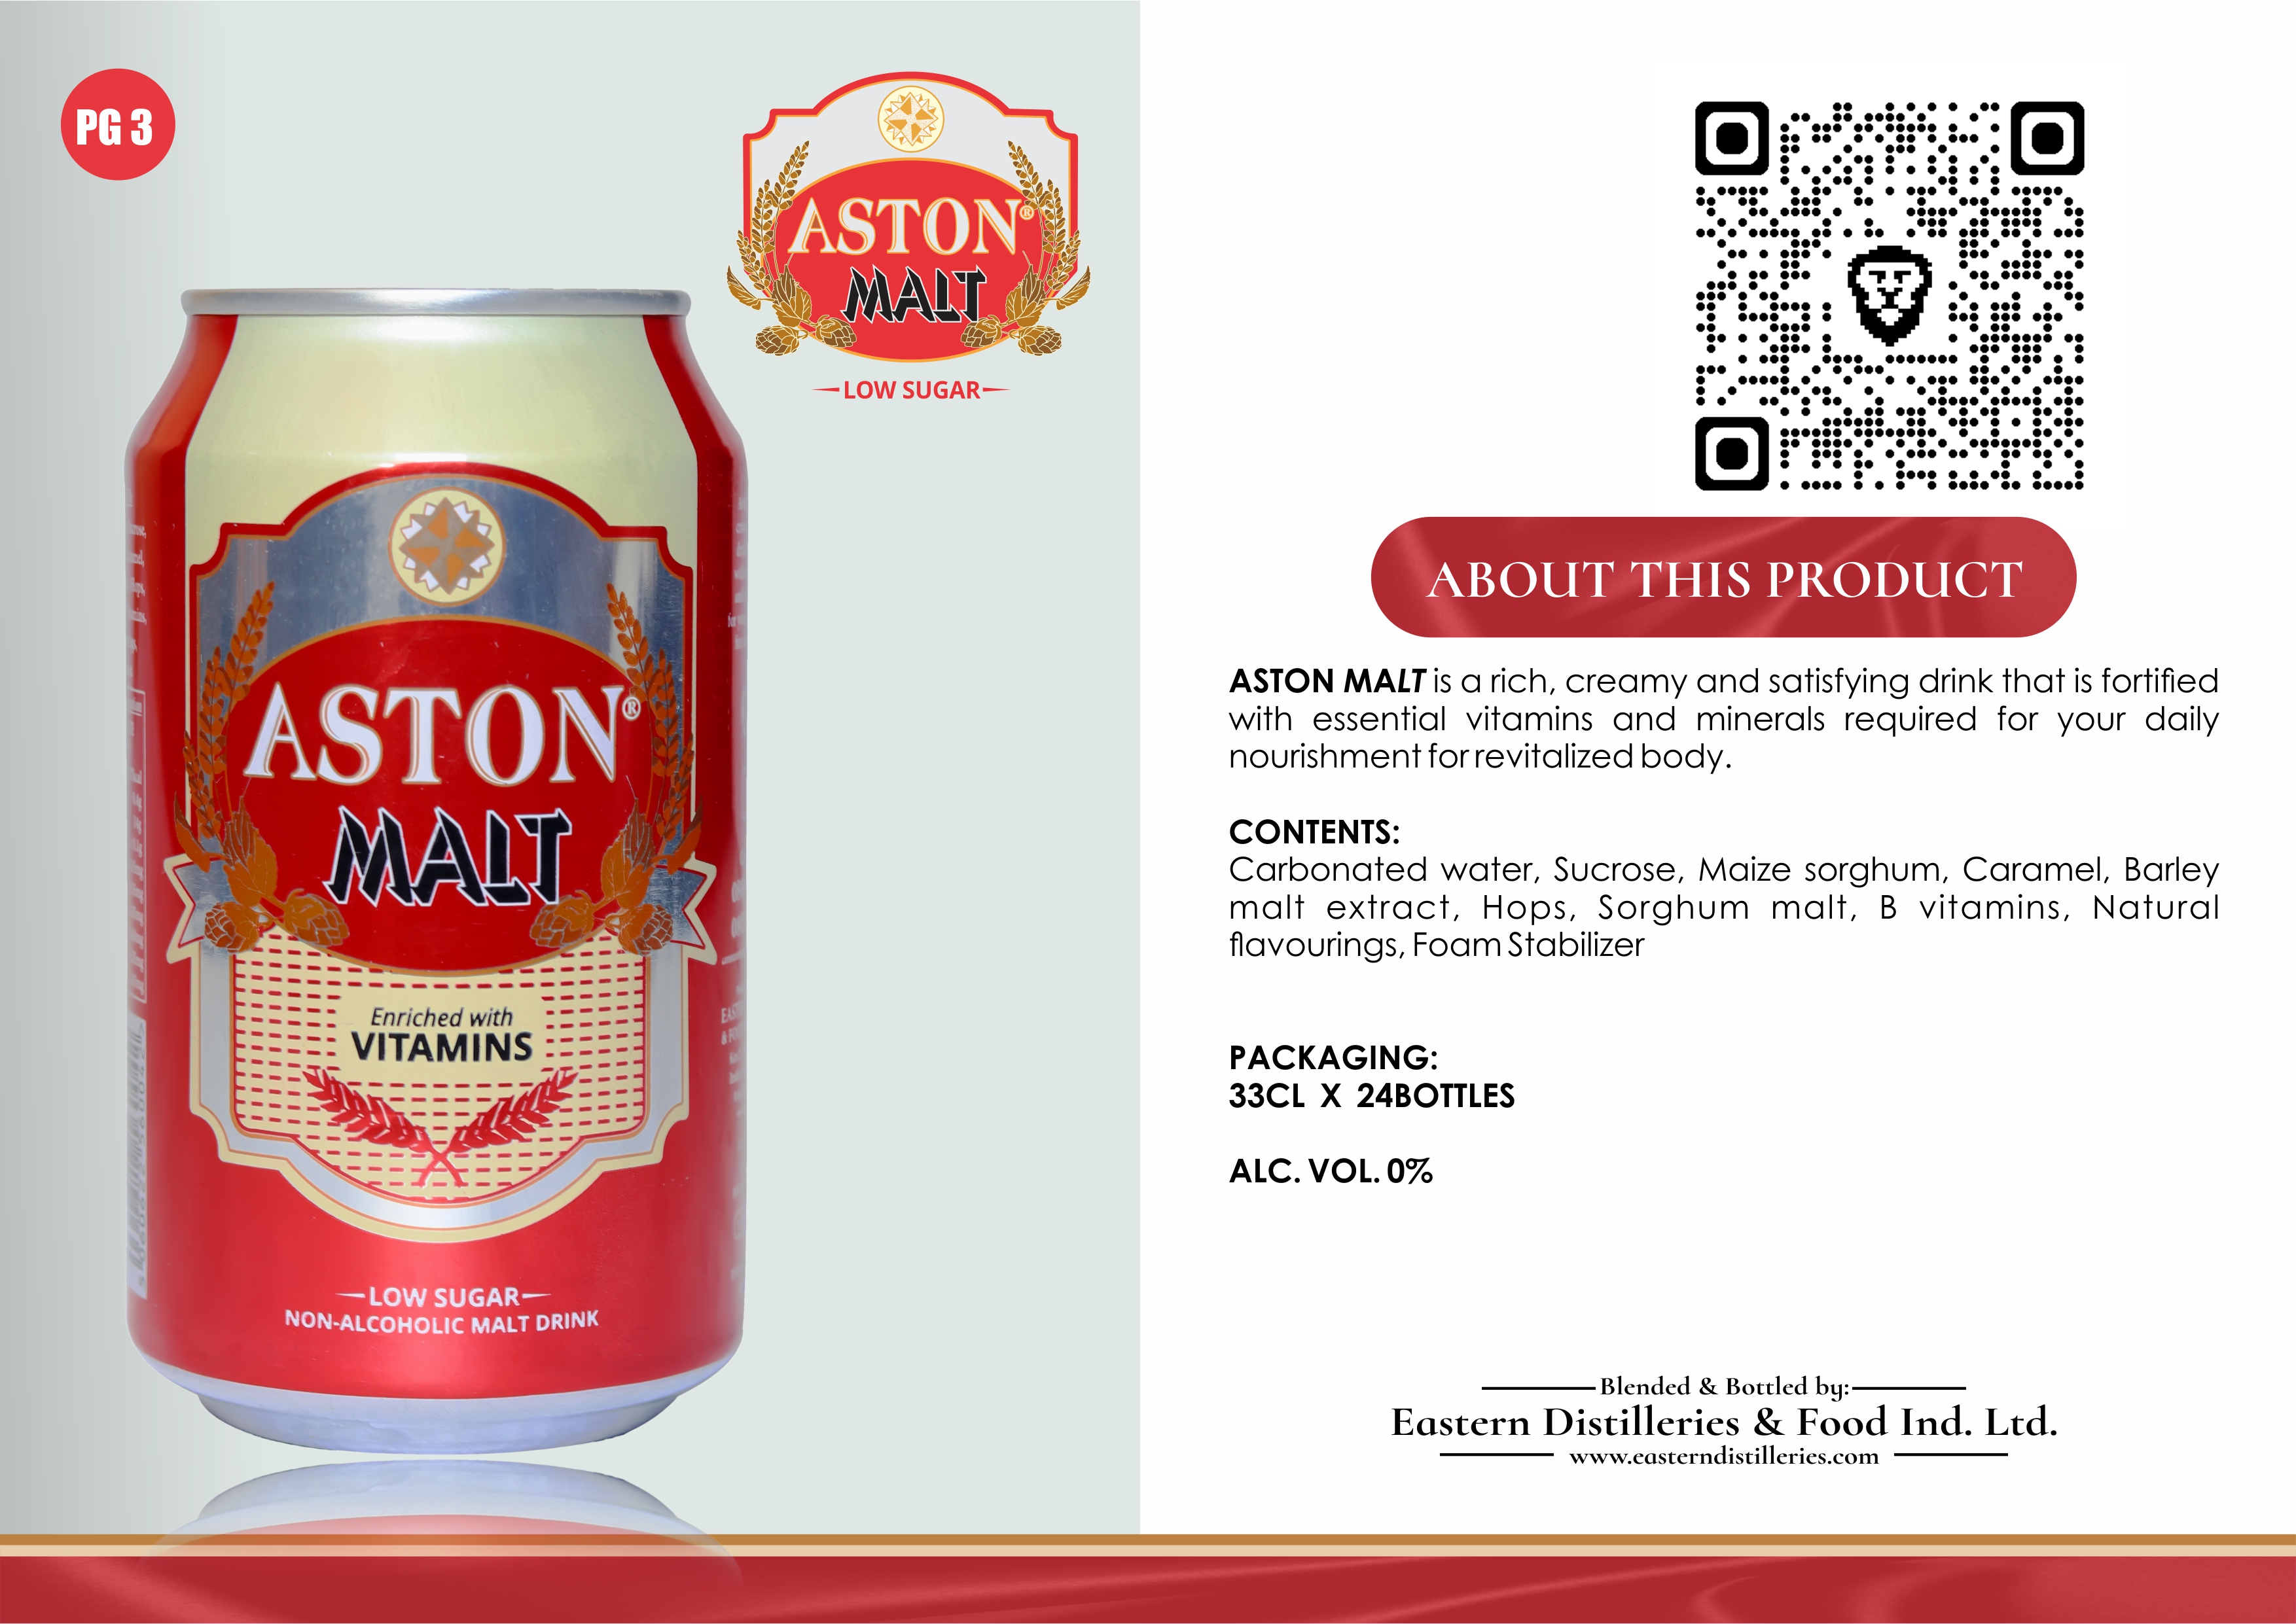 PG 3
ASTON®
MALT
LOW SUGAR
ASTON®
MALT
Enriched with
VITAMINS
LOW SUGAR
NON-ALCOHOLIC MALT DRINK
ABOUT THIS PRODUCT
ASTON MALT is a rich, creamy and satisfying drink that is fortified
with essential vitamins and minerals required for your daily
nourishment for revitalized body.
CONTENTS:
Carbonated water, Sucrose, Maize sorghum, Caramel, Barley
malt extract, Hops, Sorghum malt, B vitamins, Natural
flavourings, Foam Stabilizer
PACKAGING:
33CL X 24BOTTLES
ALC. VOL. 0%
Blended & Bottled by:
Eastern Distilleries & Food Ind. Ltd.
www.easterndistilleries.com